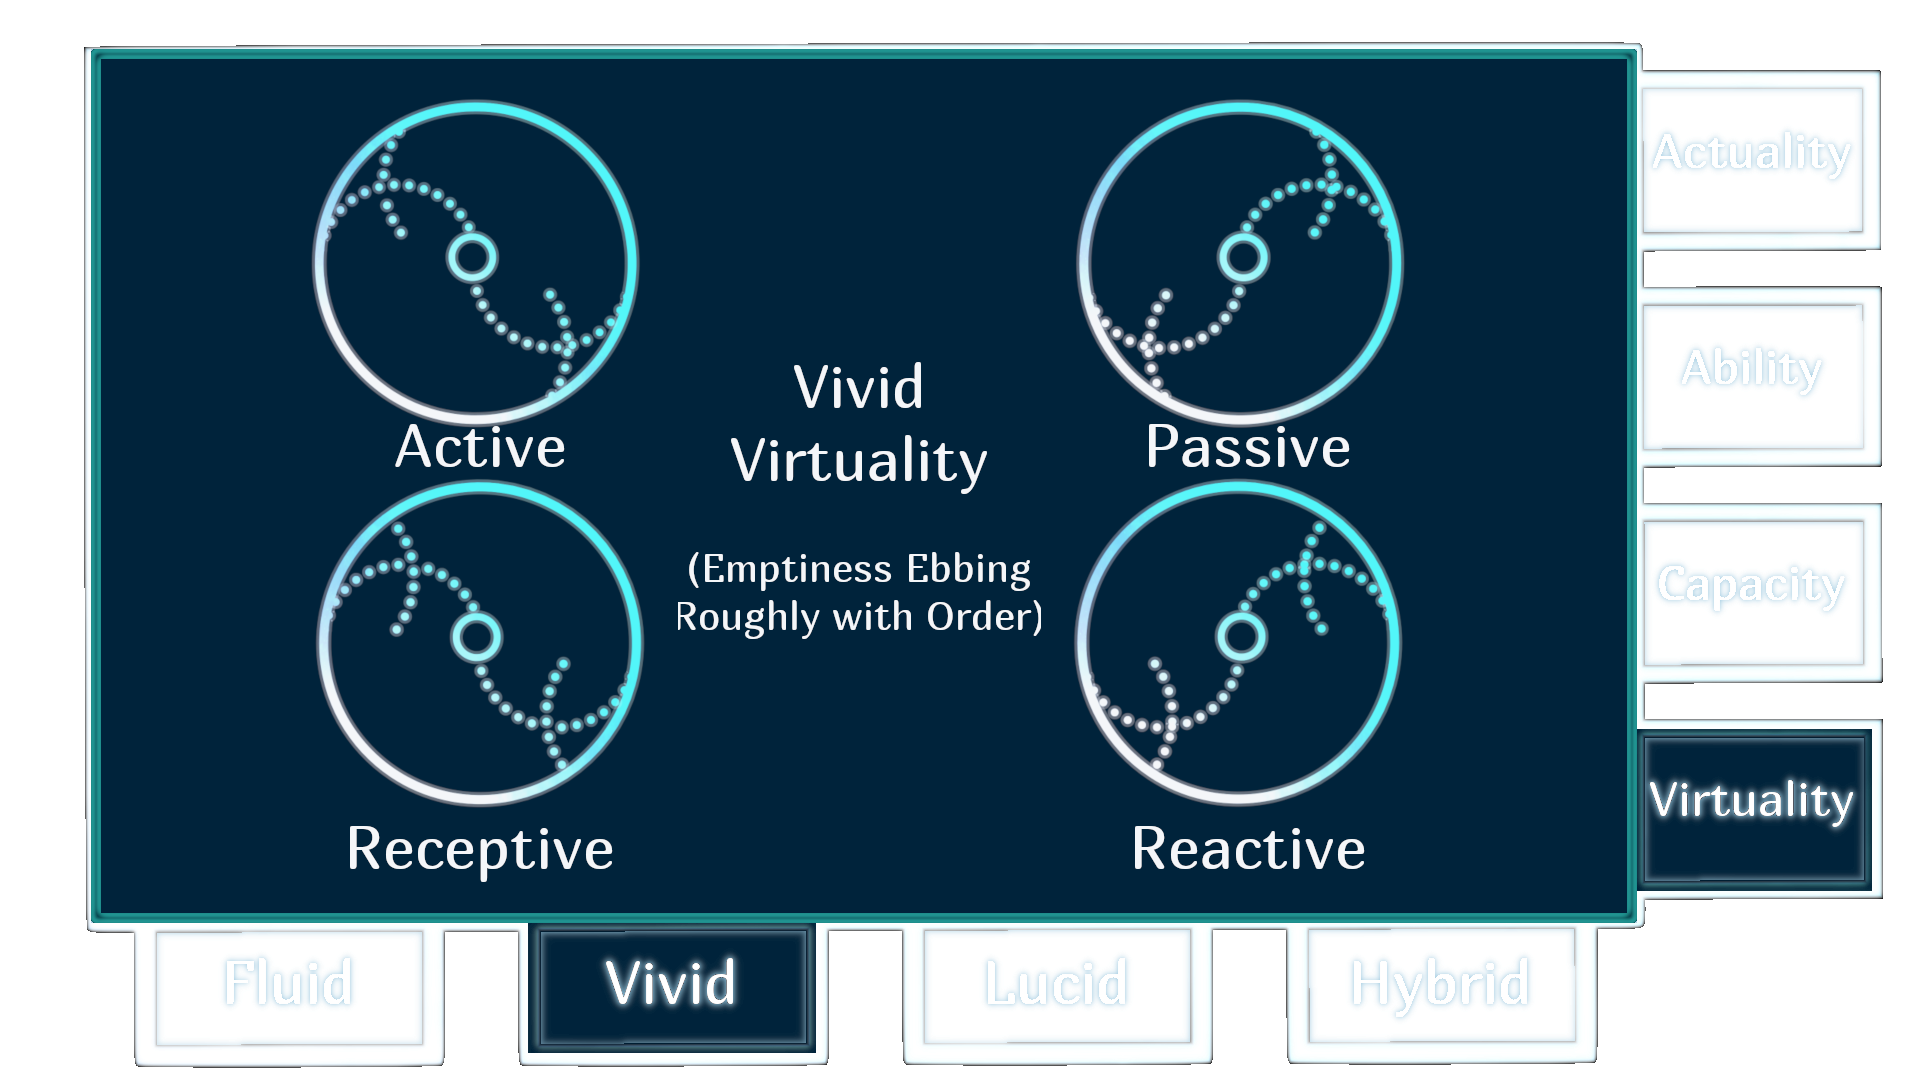 Actuality
Vivid
Virtuality
Active
Passive
Ability
(Emptiness Ebbing
Roughly with Order)
Capacity
Receptive
Reactive
Virtuality
Fluid
Vivid
Lucid
Hybrid